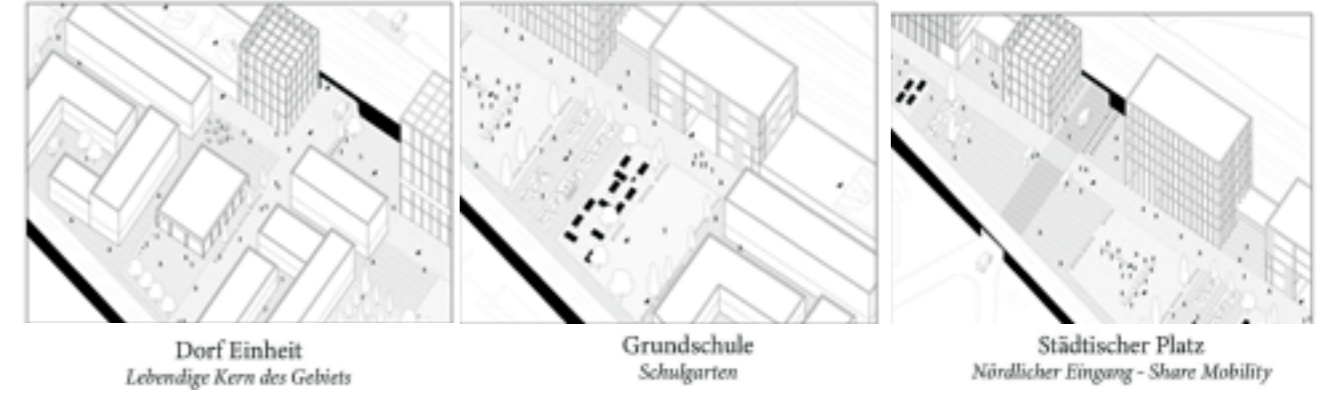 Dorf Einheit
Lebendige Kern des Gebiets
Grundschule
Schulgarten
Städtischer Platz
Nördlicher Eingang - Share Mobility